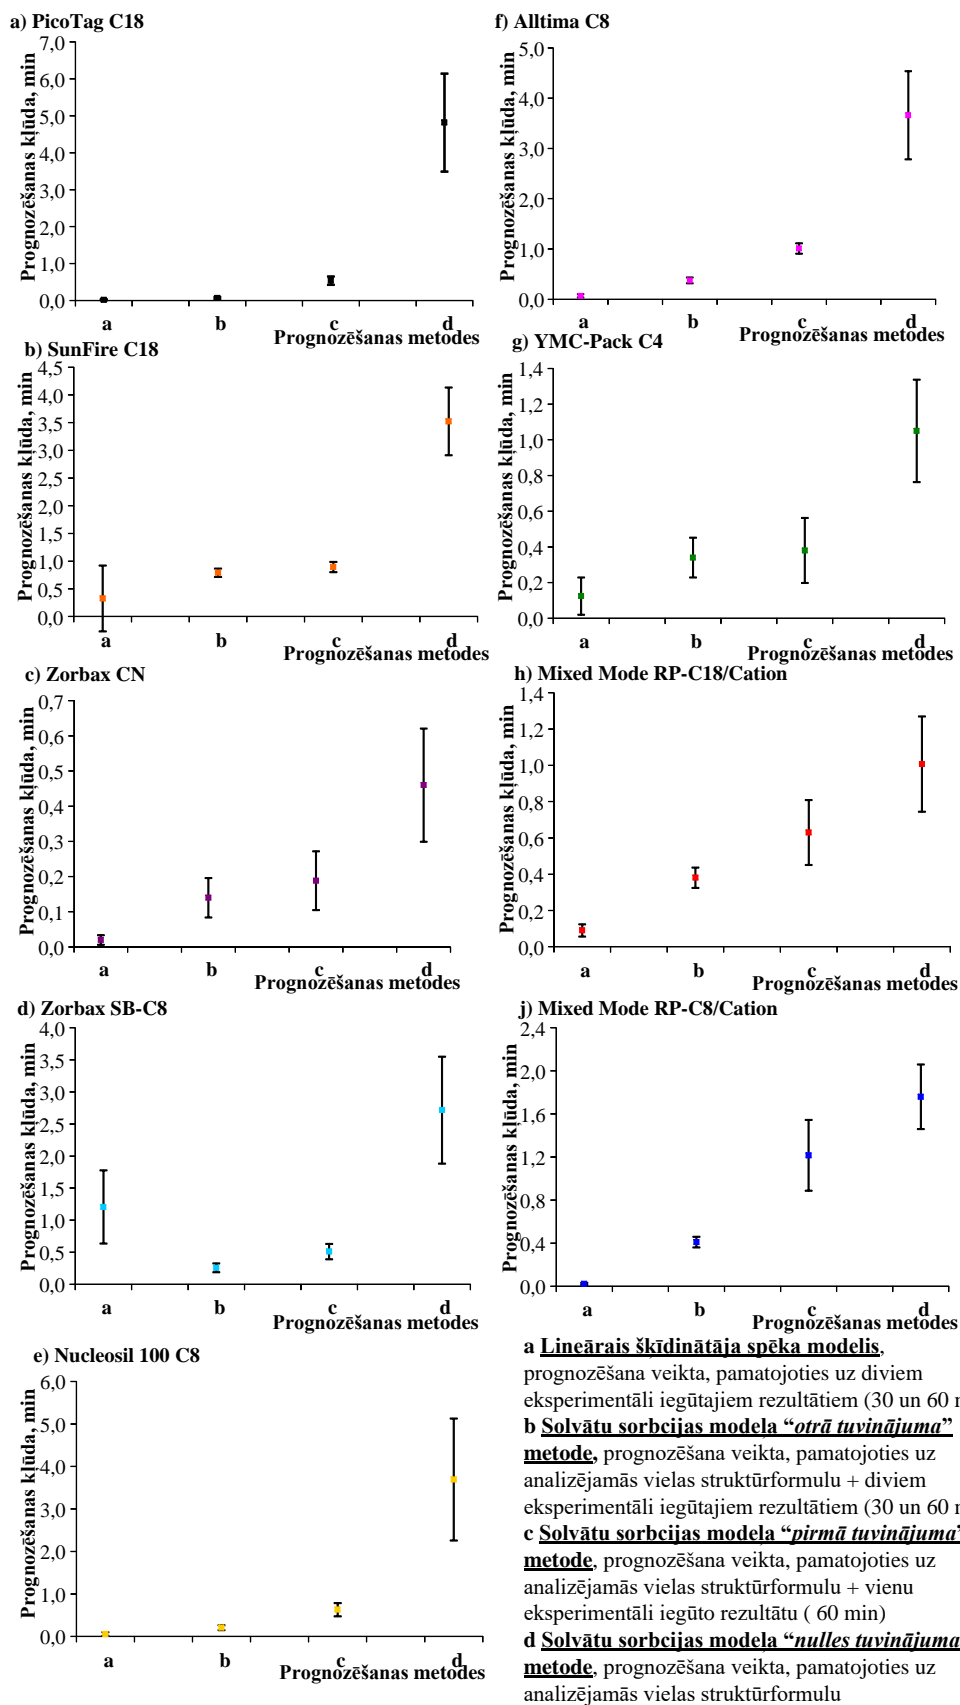 a) PicoTag C18
Prognozēšanas kļūda, min
7,0
6,0
5,0
4,0
3,0
2,0
1,0
0,0
a b c d
Prognozēšanas metodes
b) SunFire C18
Prognozēšanas kļūda, min
4,5
4,0
3,5
3,0
2,5
2,0
1,5
1,0
0,5
0,0
a b c d
Prognozēšanas metodes
c) Zorbax CN
Prognozēšanas kļūda, min
0,7
0,6
0,5
0,4
0,3
0,2
0,1
0,0
a b c d
Prognozēšanas metodes
d) Zorbax SB-C8
Prognozēšanas kļūda, min
4,0
3,5
3,0
2,5
2,0
1,5
1,0
0,5
0,0
a b c d
Prognozēšanas metodes
e) Nucleosil 100 C8
Prognozēšanas kļūda, min
6,0
5,0
4,0
3,0
2,0
1,0
0,0
a b c d
Prognozēšanas metodes
f) Alltima C8
Prognozēšanas kļūda, min
5,0
4,0
3,0
2,0
1,0
0,0
a b c d
Prognozēšanas metodes
g) YMC-Pack C4
Prognozēšanas kļūda, min
1,4
1,2
1,0
0,8
0,6
0,4
0,2
0,0
a b c d
Prognozēšanas metodes
h) Mixed Mode RP-C18/Cation
Prognozēšanas kļūda, min
1,4
1,2
1,0
0,8
0,6
0,4
0,2
0,0
a b c d
Prognozēšanas metodes
j) Mixed Mode RP-C8/Cation
Prognozēšanas kļūda, min
2,4
2,0
1,6
1,2
0,8
0,4
0,0
a b c d
Prognozēšanas metodes
a Lineārais šķīdinātāja spēka modelis,
prognozēšana veikta, pamatojoties uz diviem
eksperimentāli iegūtajiem rezultātiem (30 un 60
b Solvātu sorbcijas modeļa “otrā tuvinājuma”
metode, prognozēšana veikta, pamatojoties uz
analizējamās vielas struktūrformulu + diviem
eksperimentāli iegūtajiem rezultātiem (30 un 60
c Solvātu sorbcijas modeļa “pirmā tuvinājuma”
metode, prognozēšana veikta, pamatojoties uz
analizējamās vielas struktūrformulu + vienu
eksperimentāli iegūto rezultātu ( 60 min)
d Solvātu sorbcijas modeļa “nulles tuvinājuma
metode, prognozēšana veikta, pamatojoties uz
analizējamās vielas struktūrformulu